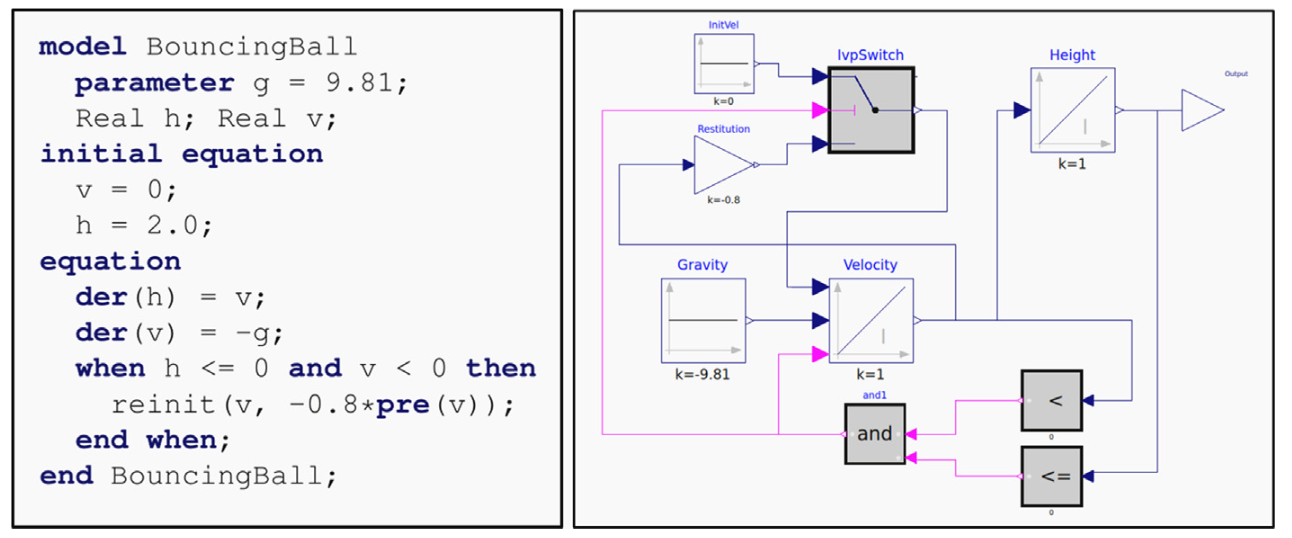 model BouncingBall
parameter g = 9.81;
Real h; Real v;
initial equation
v = 0;
h = 2.0;
equation
der(h) = v;
der(v) = -g;
when h <= 0 and v < 0 then
reinit(v, -0.8*pre(v));
end when;
end BouncingBall;
InitVel
k=0
IvpSwitch
Height
I
k=1
Output
Restitution
k=-0.8
Gravity
k=-9.81
Velocity
I
k=1
and1
and
<
0
<=
0